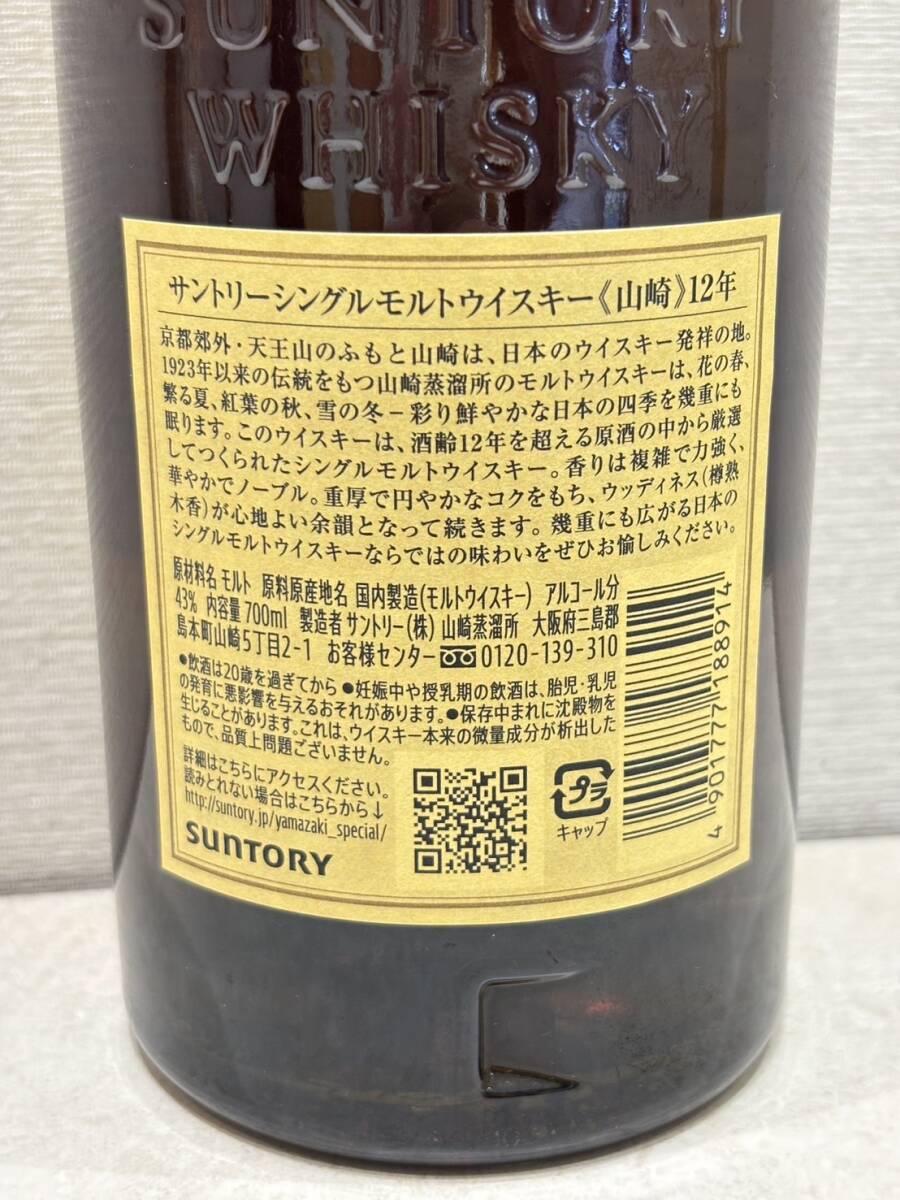 SUNTORY
WHISKY
サントリーシングルモルトウイスキー《山崎》12年
京都郊外・天王山のふもと山崎は、日本のウイスキー発祥の地。
1923年以来の伝統をもつ山崎蒸溜所のモルトウイスキーは、花の春、
繁る夏、紅葉の秋、雪の冬－彩り鮮やかな日本の四季を幾重にも
眠ります。このウイスキーは、酒齢12年を超える原酒の中から厳選
してつくられたシングルモルトウイスキー。香りは複雑で力強く、
華やかでノーブル。重厚で円やかなコクをもち、ウッディネス(樽熟
木香)が心地よい余韻となって続きます。幾重にも広がる日本の
シングルモルトウイスキーならではの味わいをぜひお愉しみください。
原材料名 モルト 原料原産地名 国内製造(モルトウイスキー) アルコール分
43% 内容量700ml 製造者 サントリー(株) 山崎蒸溜所 大阪府三島郡
島本町山崎5丁目2-1 お客様センター 0120-139-310
●飲酒は20歳を過ぎてから ●妊娠中や授乳期の飲酒は、胎児・乳児
の発育に悪影響を与えるおそれがあります。●保存中まれに沈殿物を
生じることがあります。これは、ウイスキー本来の微量成分が析出した
もので、品質上問題ございません。
詳細はこちらにアクセスください。
読みとれない場合はこちらから↓
http://suntory.jp/yamazaki_special/
SUNTORY
プラ
キャップ
4 901777 188914